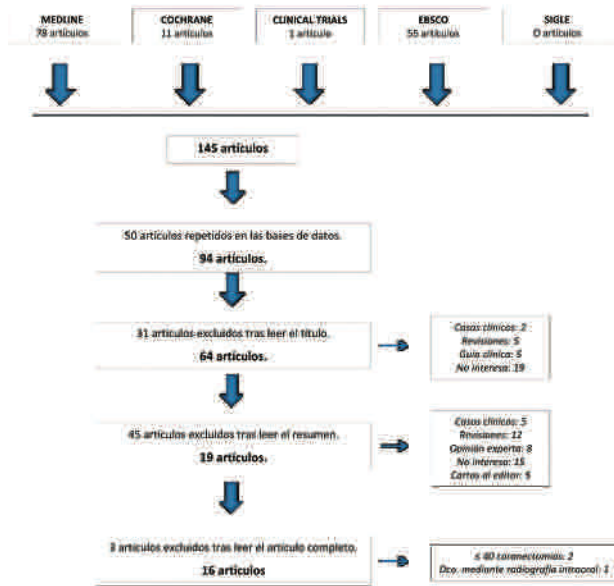 MEDLINE
78 artículos
COCHRANE
11 artículos
CLINICAL TRIALS
1 artículo
EBSCO
55 artículos
SIGLE
0 artículos
145 artículos
50 artículos repetidos en las bases de datos.
94 artículos.
31 artículos excluidos tras leer el título.
64 artículos.
Casos clínicos: 2
Revisiones: 5
Guía clínica: 5
No interesa: 19
45 artículos excluidos tras leer el resumen.
19 artículos.
Casos clínicos: 5
Revisiones: 12
Opinión experta: 8
No interesa: 15
Cartas al editor: 5
3 artículos excluidos tras leer el artículo completo.
16 artículos
≤ 40 coronectomías: 2
Dco. mediante radiografía intraoral: 1